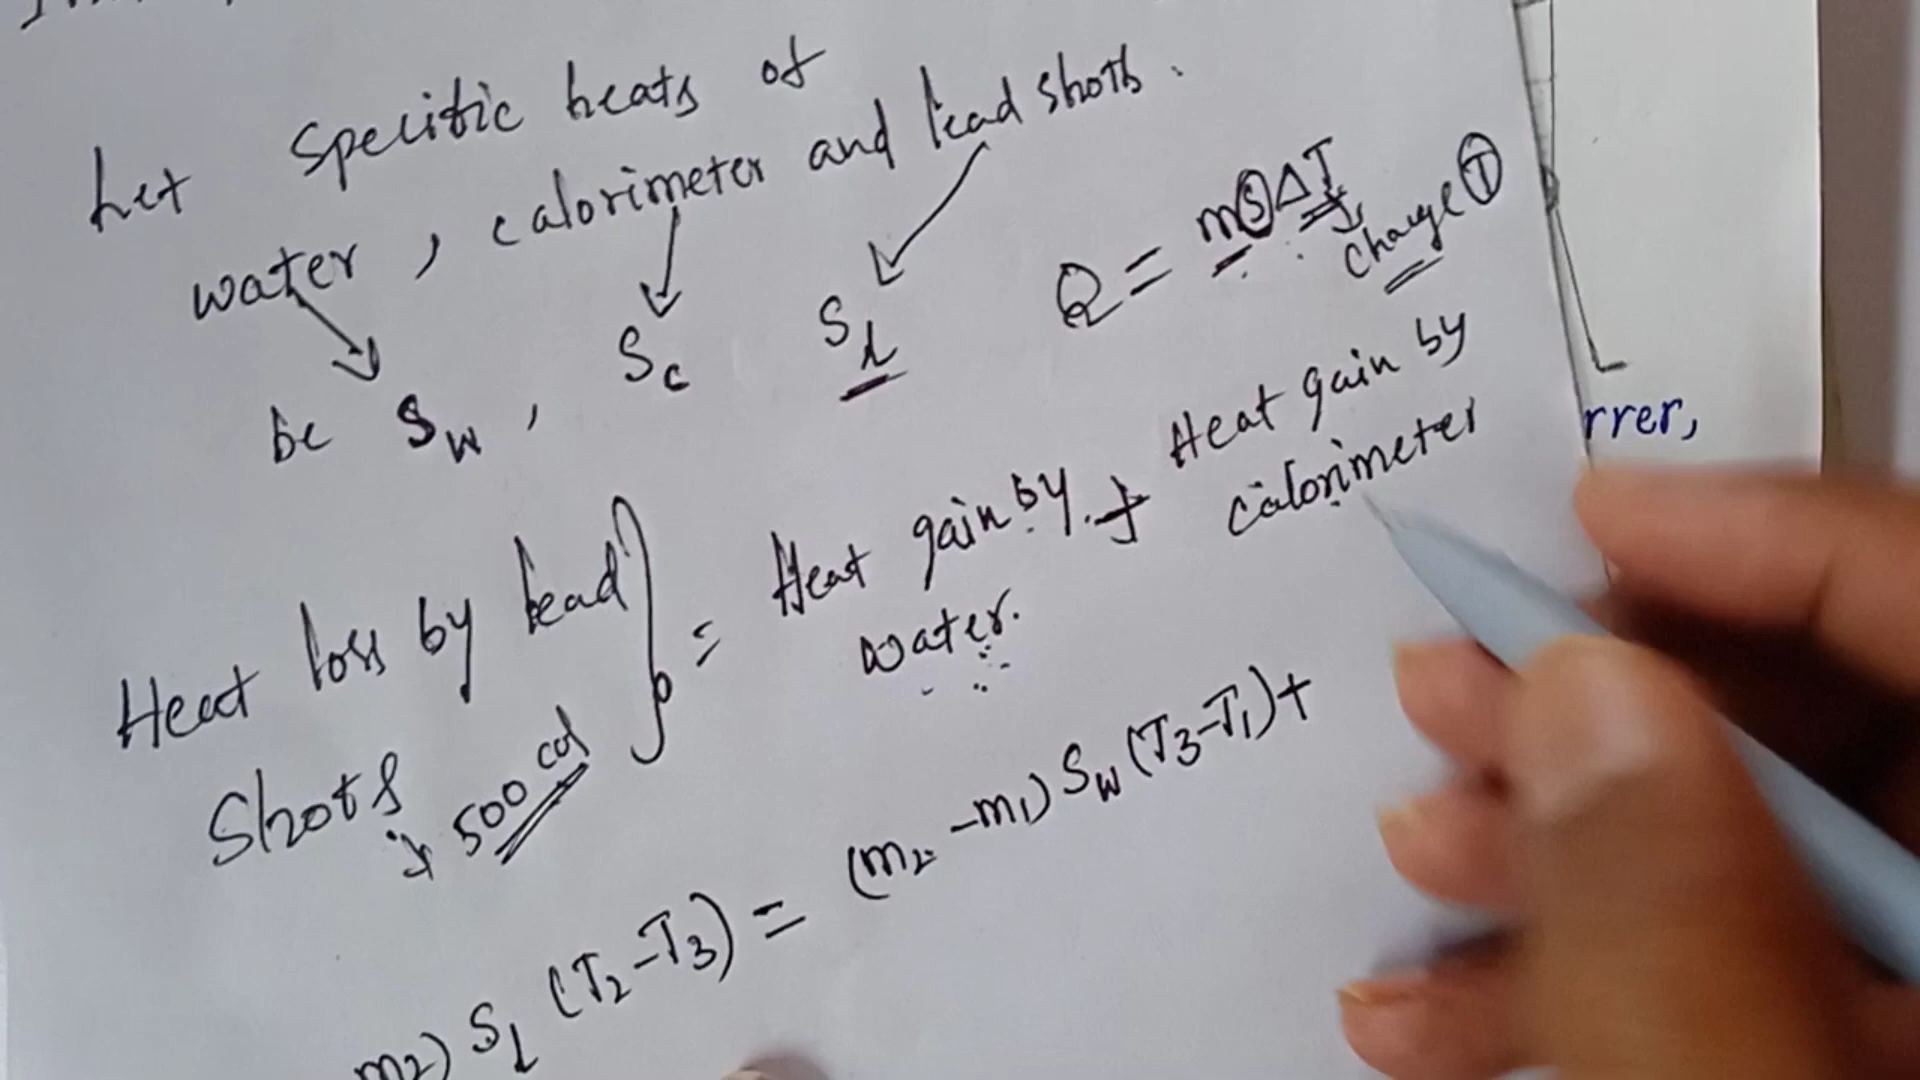 Let specific heats of
water, calorimeter and lead shots.
be Sw, Sc Sl
Q = mSΔT
Change T
Heat loss by lead
Shots
500 cal
= Heat gain by
water.
+ Heat gain by
calorimeter
rrer,
m2) SL (T2-T3) = (m2-m1) Sw (T3-T1)+